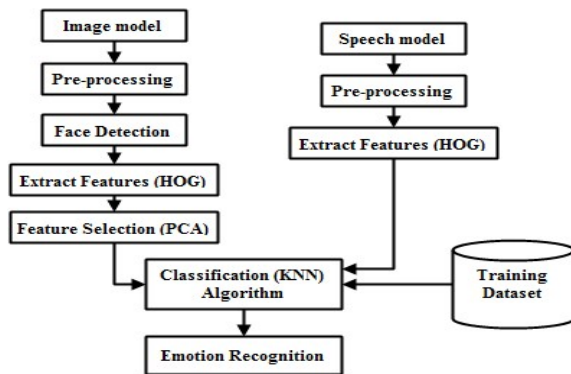 Image model
Pre-processing
Face Detection
Extract Features (HOG)
Feature Selection (PCA)
Speech model
Pre-processing
Extract Features (HOG)
Classification (KNN)
Algorithm
Training
Dataset
Emotion Recognition